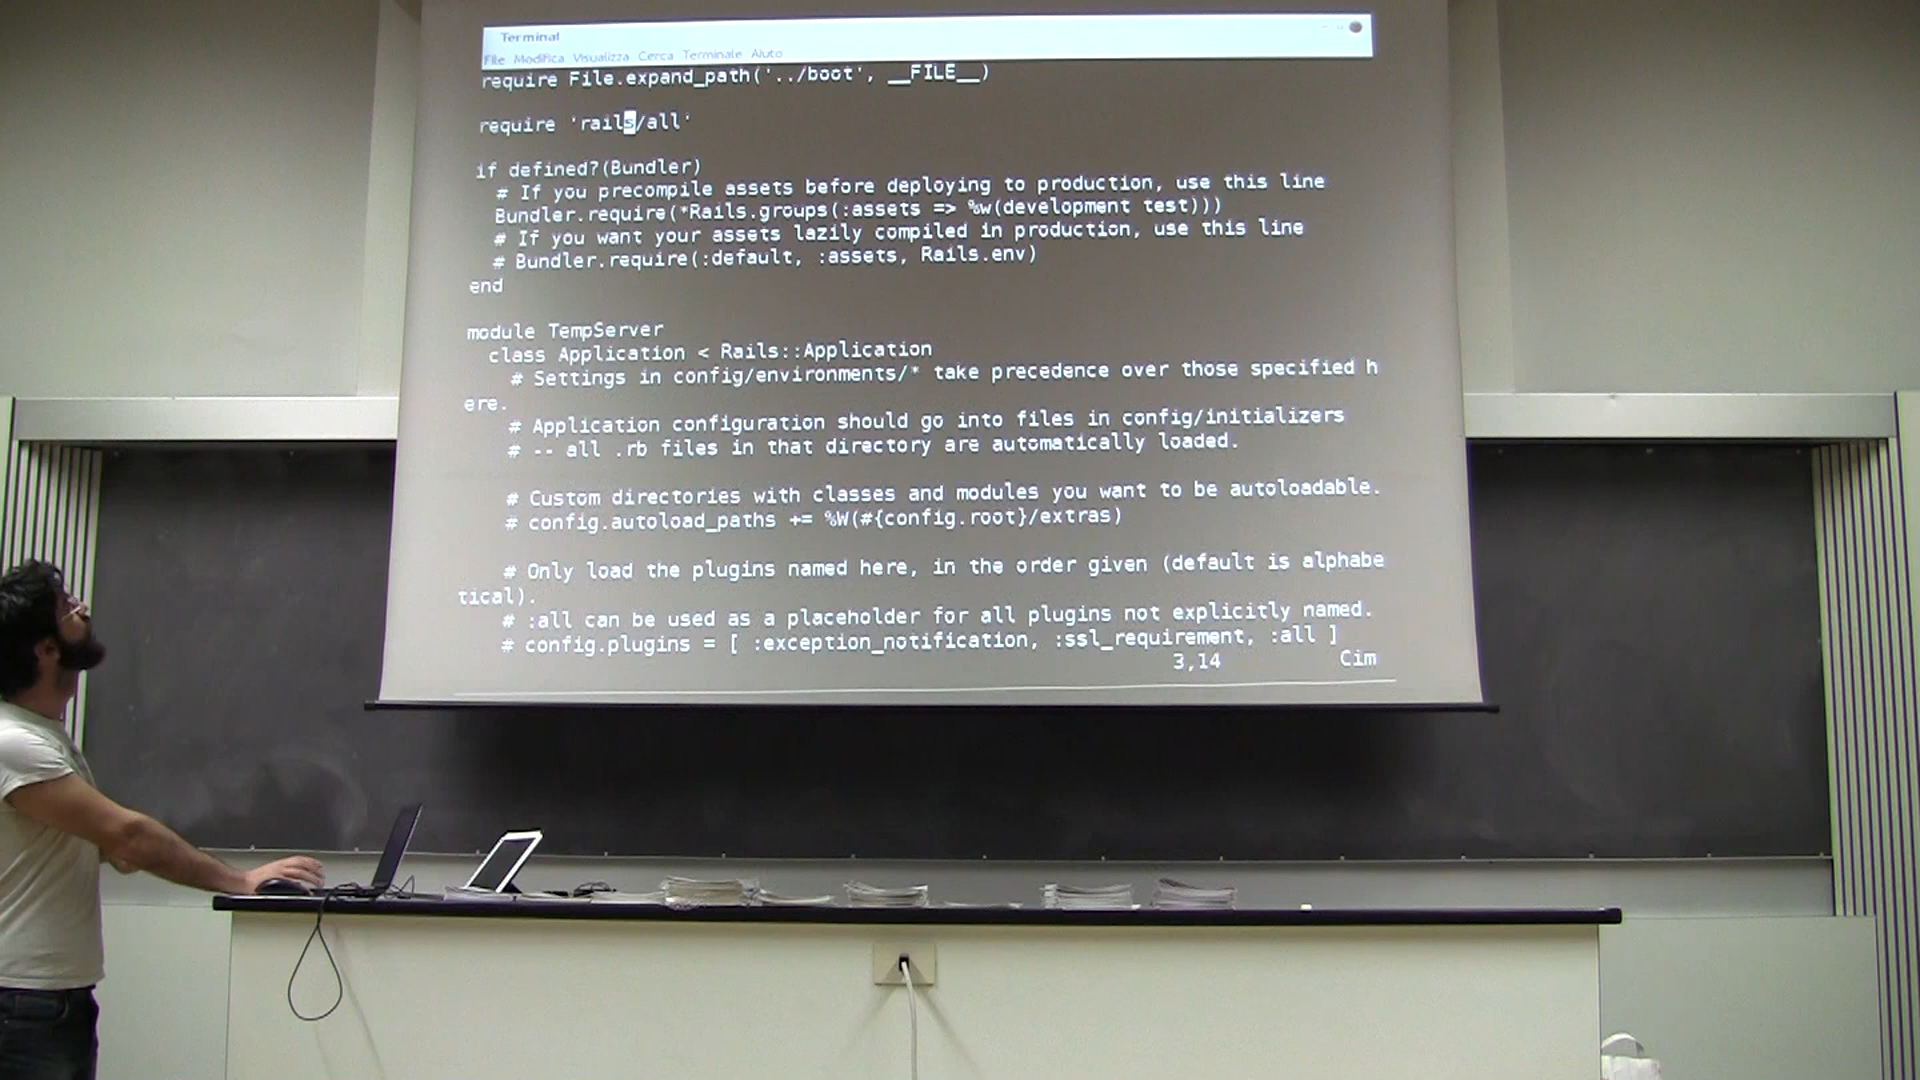 Terminal
File Modifica Visualizza Cerca Terminale Aiuto
require File.expand_path('../boot', __FILE__)
require 'rails/all'
if defined?(Bundler)
# If you precompile assets before deploying to production, use this line
Bundler.require(*Rails.groups(:assets => %w(development test)))
# If you want your assets lazily compiled in production, use this line
# Bundler.require(:default, :assets, Rails.env)
end
module TempServer
class Application < Rails::Application
# Settings in config/environments/* take precedence over those specified h
ere.
# Application configuration should go into files in config/initializers
# -- all .rb files in that directory are automatically loaded.
# Custom directories with classes and modules you want to be autoloadable.
# config.autoload_paths += %W(#{config.root}/extras)
# Only load the plugins named here, in the order given (default is alphabe
tical).
# :all can be used as a placeholder for all plugins not explicitly named.
# config.plugins = [ :exception_notification, :ssl_requirement, :all ]
3,14 Cim